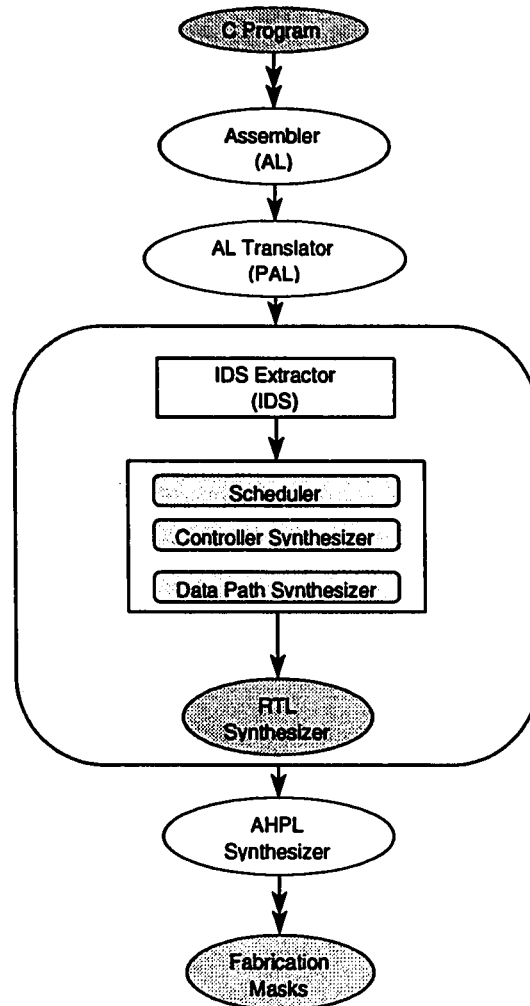 C Program
Assembler
(AL)
AL Translator
(PAL)
IDS Extractor
(IDS)
Scheduler
Controller Synthesizer
Data Path Synthesizer
RTL
Synthesizer
AHPL
Synthesizer
Fabrication
Masks